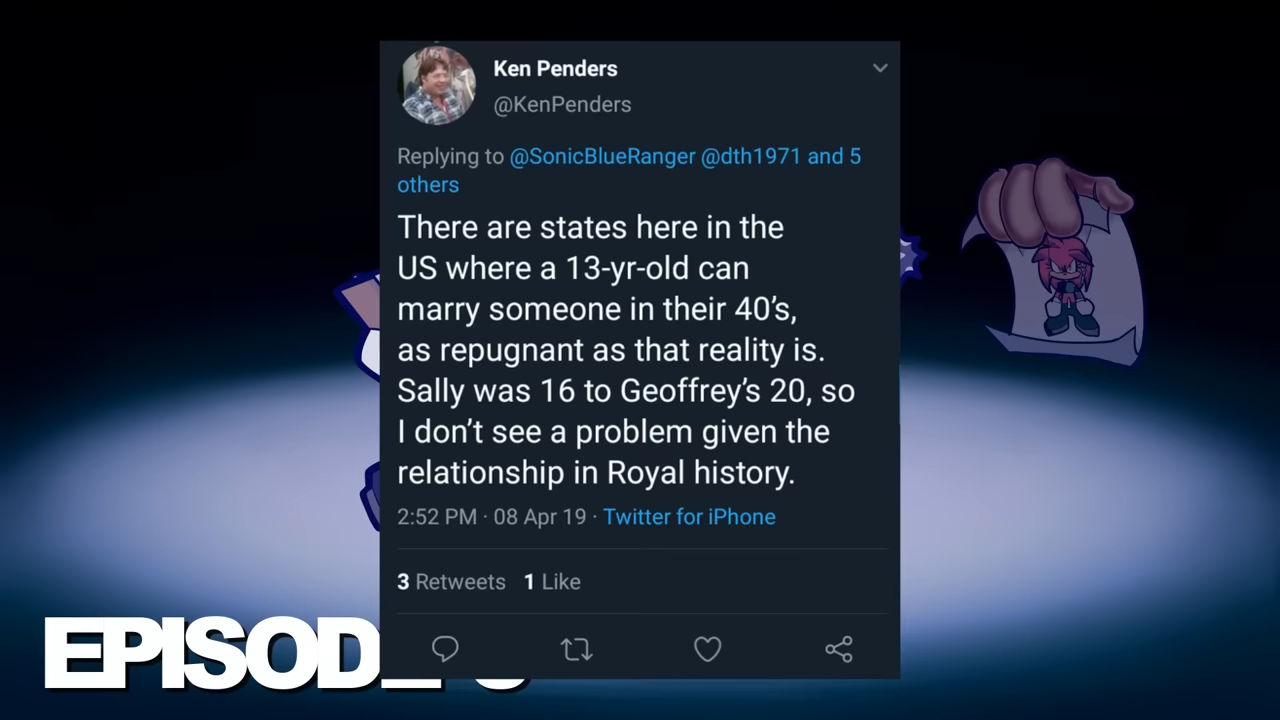 Ken Penders
@KenPenders
Replying to @SonicBlueRanger @dth1971 and 5
others
There are states here in the
US where a 13-yr-old can
marry someone in their 40's,
as repugnant as that reality is.
Sally was 16 to Geoffrey's 20, so
I don't see a problem given the
relationship in Royal history.
2:52 PM · 08 Apr 19 · Twitter for iPhone
3 Retweets 1 Like